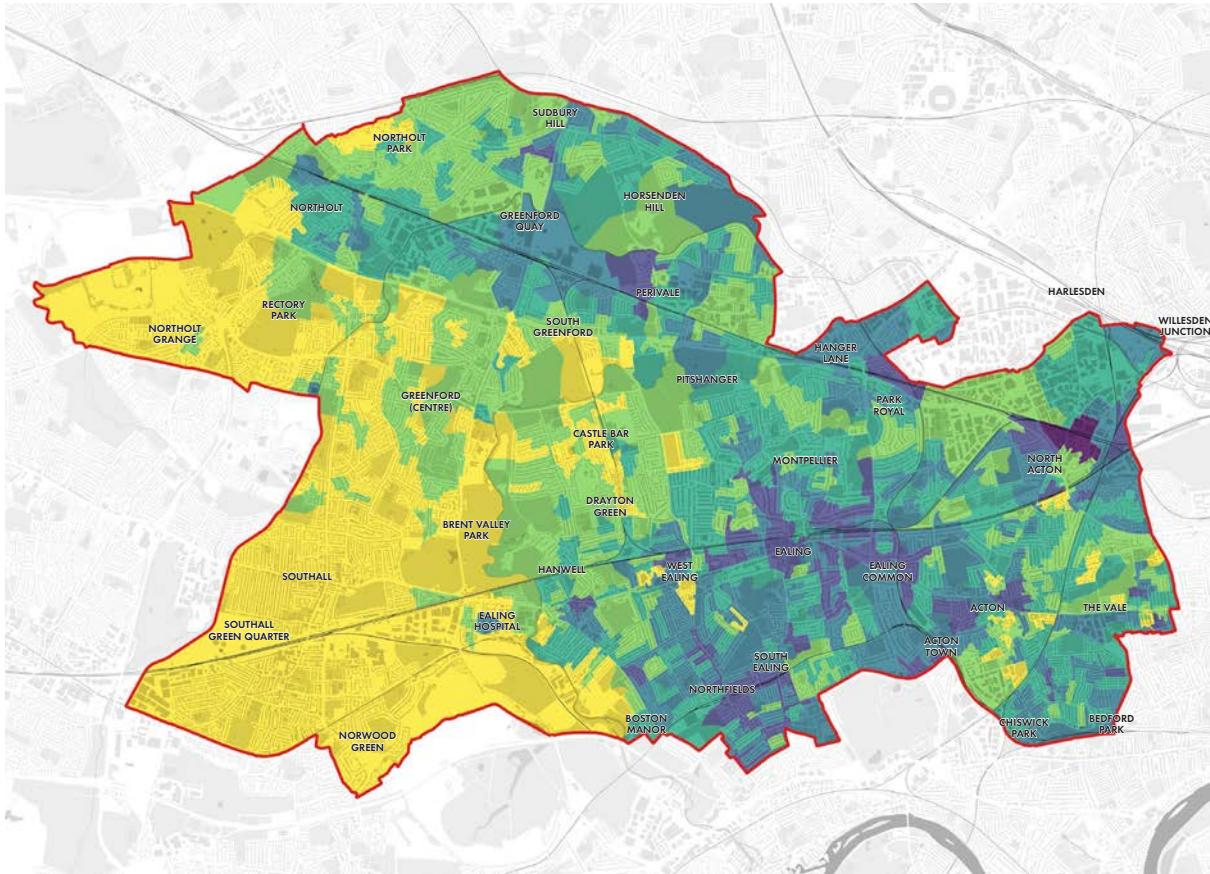 SUDBURY
HILL
NORTHOLT
PARK
HORSENDEN
HILL
NORTHOLT
GREENFORD
QUAY
PERIVALE
HARLESDEN
RECTORY
PARK
NORTHOLT
GRANGE
SOUTH
GREENFORD
WILLESDEN
JUNCTION
HANGER
LANE
PITSHANGER
GREENFORD
(CENTRE)
PARK
ROYAL
CASTLE BAR
PARK
MONTPELLIER
NORTH
ACTON
DRAYTON
GREEN
BRENT VALLEY
PARK
EALING
HANWELL
WEST
EALING
EALING
COMMON
SOUTHALL
ACTON
THE VALE
EALING
HOSPITAL
SOUTHALL
GREEN QUARTER
ACTON
TOWN
SOUTH
EALING
NORTHFIELDS
BOSTON
MANOR
CHISWICK
PARK
BEDFORD
PARK
NORWOOD
GREEN